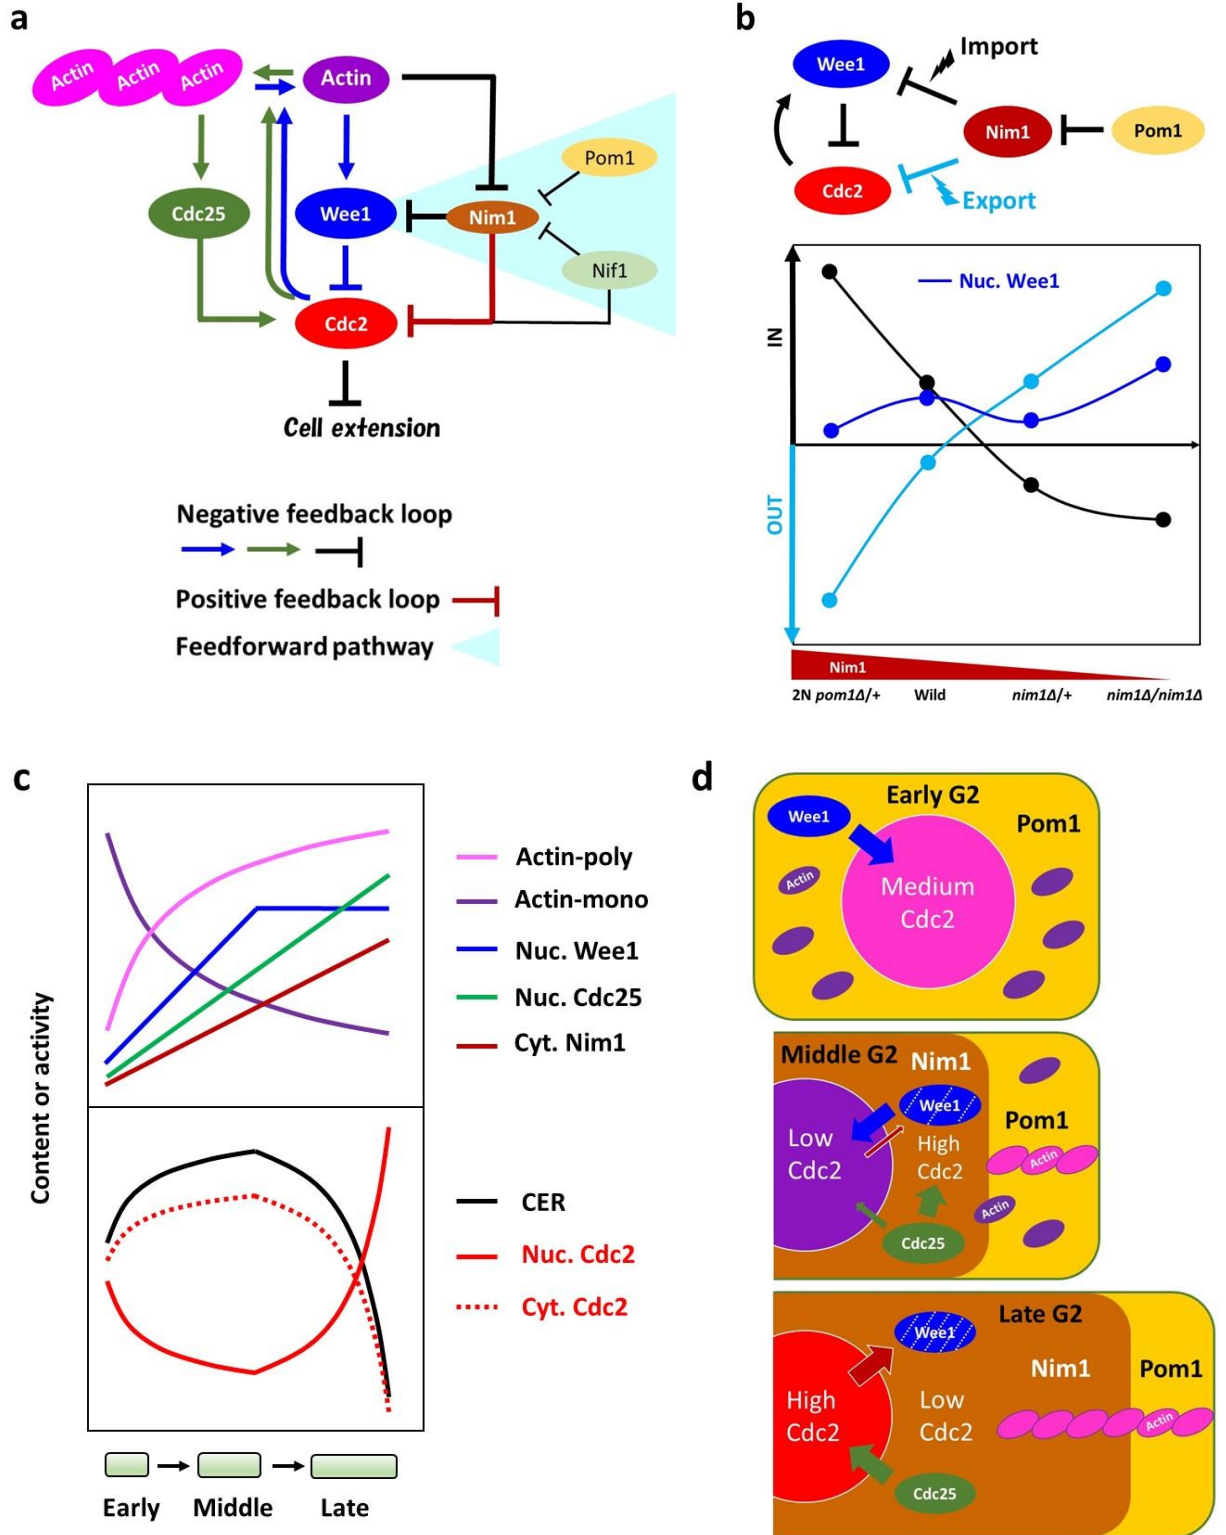 a
Actin Actin Actin
Actin
Pom1
Cdc25
Wee1
Nim1
Nif1
Cdc2
Cell extension
Negative feedback loop
Positive feedback loop
Feedforward pathway
b
Import
Wee1
Nim1
Pom1
Cdc2
Export
Nuc. Wee1
IN
OUT
Nim1
2N pom1Δ/+ Wild nim1Δ/+ nim1Δ/nim1Δ
c
Content or activity
Actin-poly
Actin-mono
Nuc. Wee1
Nuc. Cdc25
Cyt. Nim1
CER
Nuc. Cdc2
Cyt. Cdc2
Early Middle Late
d
Early G2
Wee1
Pom1
Actin
Medium
Cdc2
Middle G2
Nim1
Wee1
Pom1
Low
Cdc2
High
Cdc2
Actin
Actin
Cdc25
Late G2
Wee1
Nim1
Pom1
High
Cdc2
Low
Cdc2
Actin
Cdc25